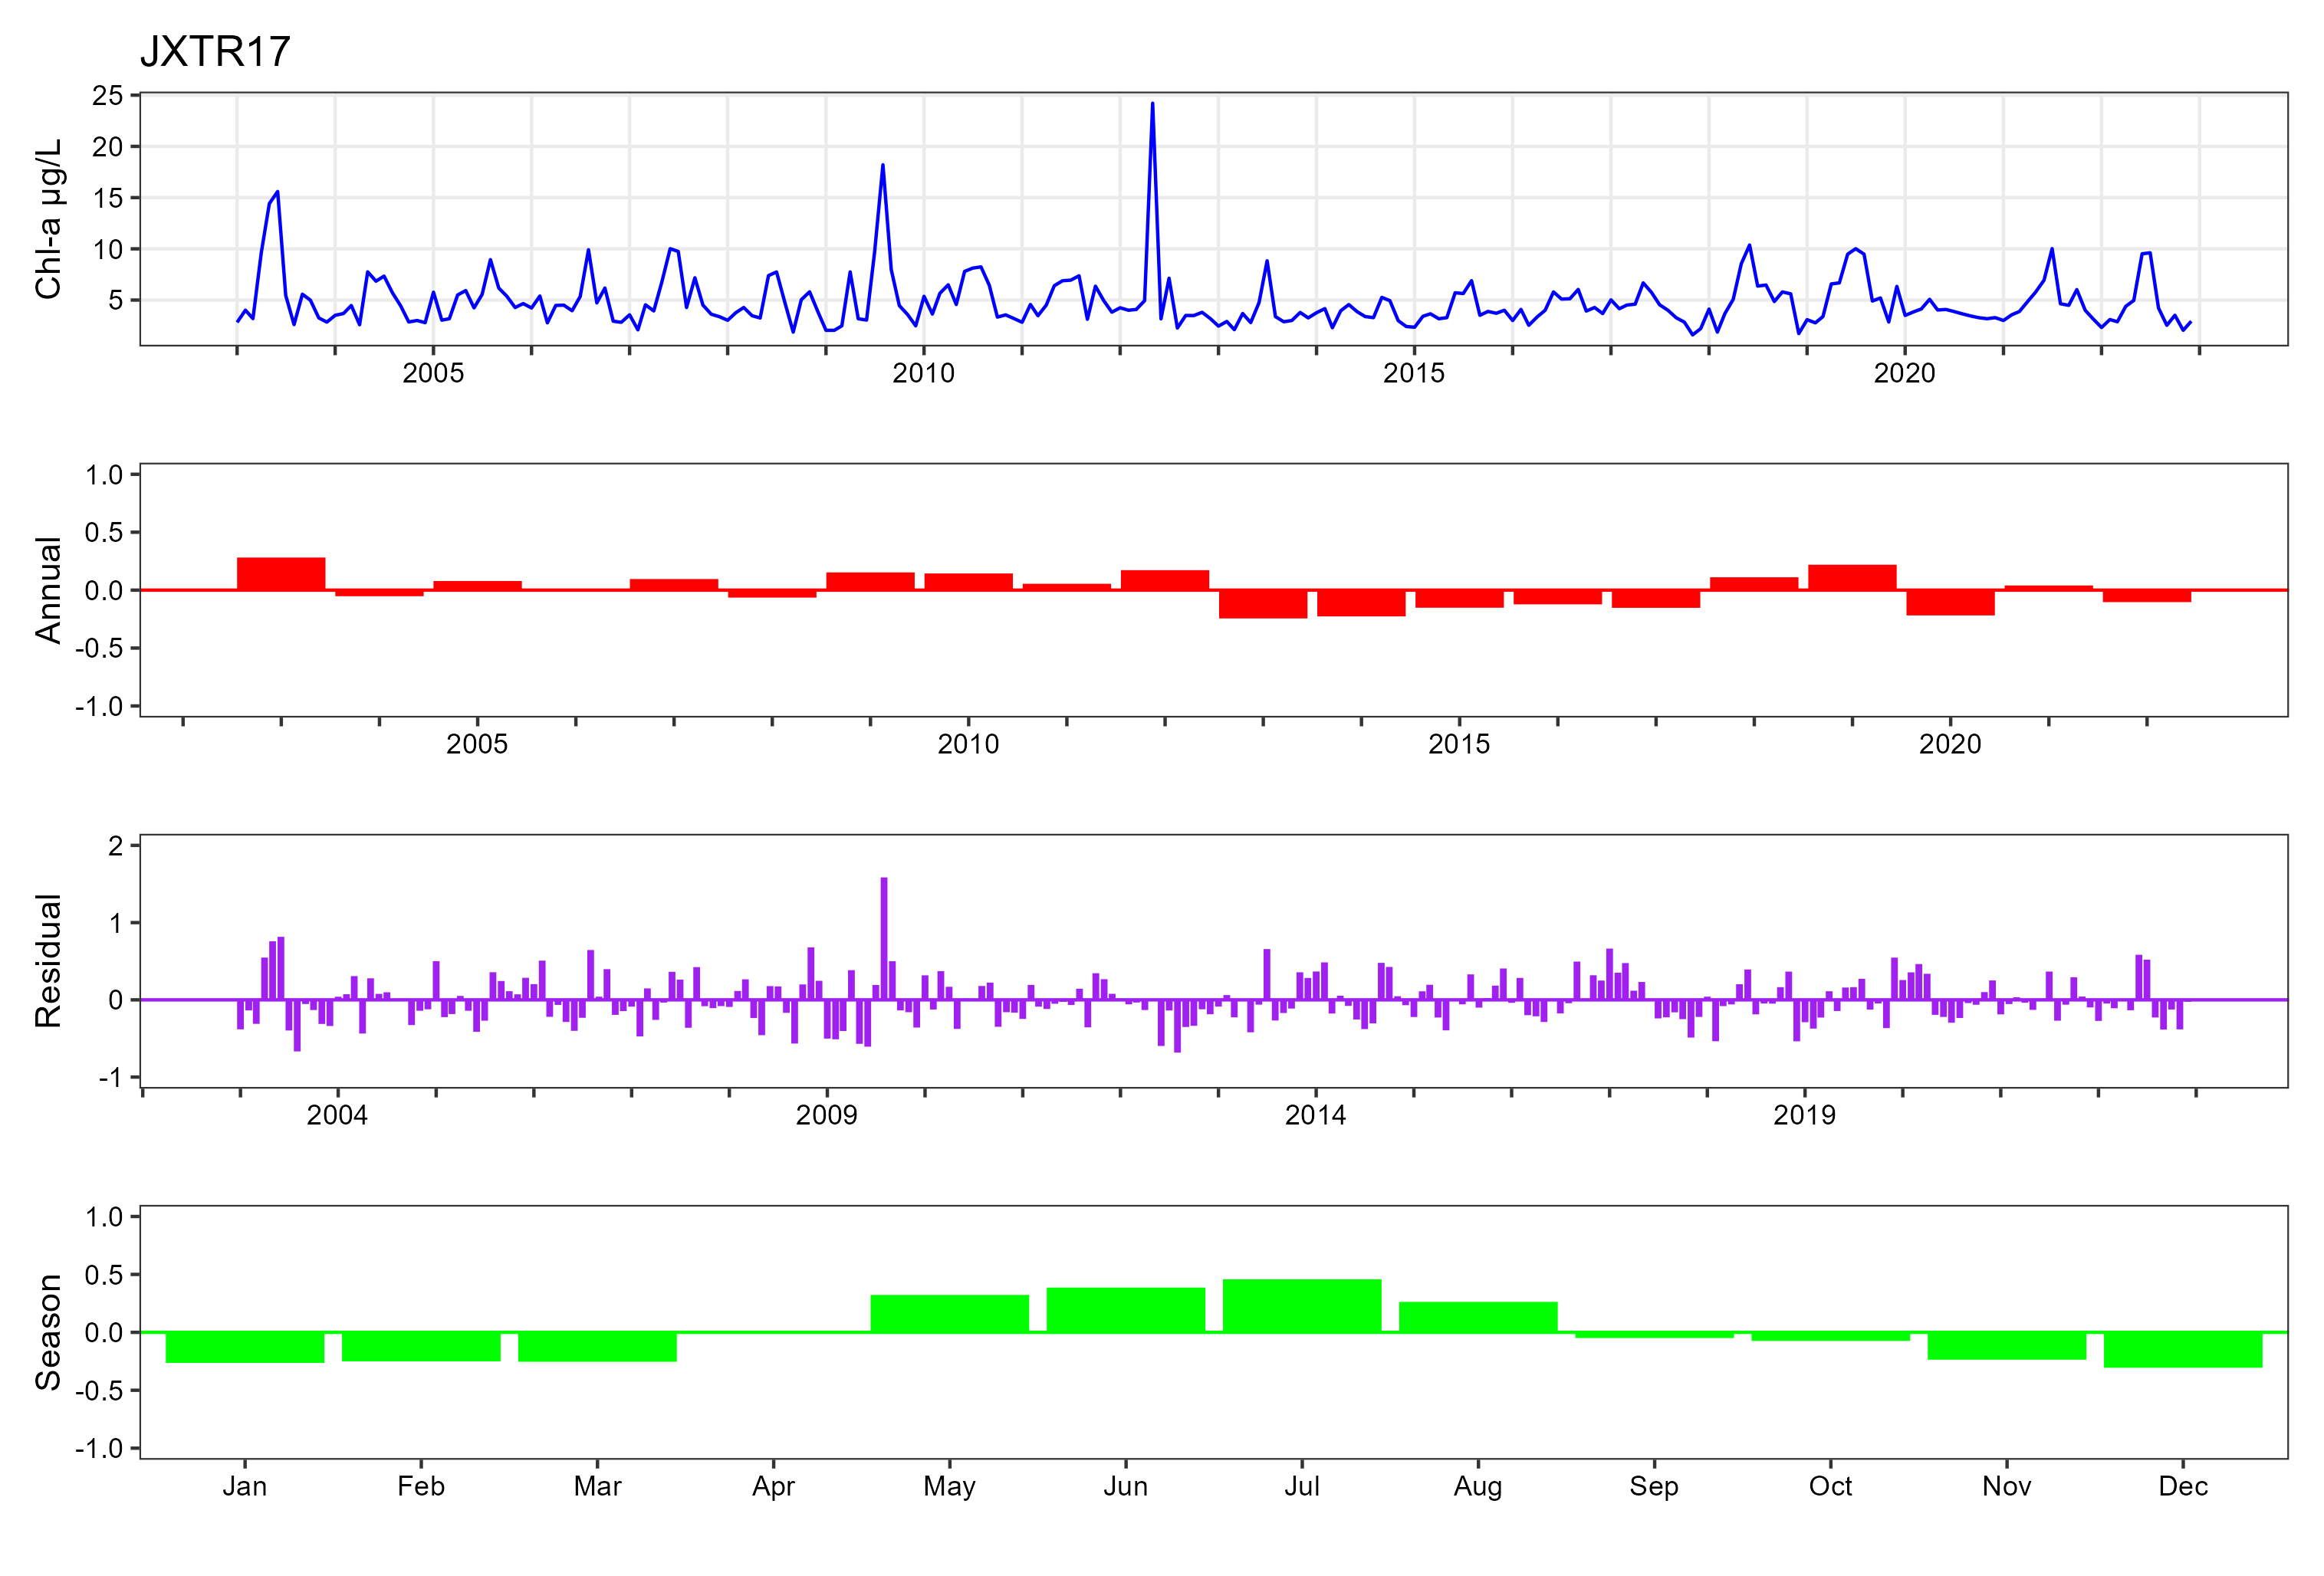 JXTR17
Chl-a µg/L
25
20
15
10
5
2005 2010 2015 2020
Annual
1.0
0.5
0.0
-0.5
-1.0
2005 2010 2015 2020
Residual
2
1
0
-1
2004 2009 2014 2019
Season
1.0
0.5
0.0
-0.5
-1.0
Jan Feb Mar Apr May Jun Jul Aug Sep Oct Nov Dec